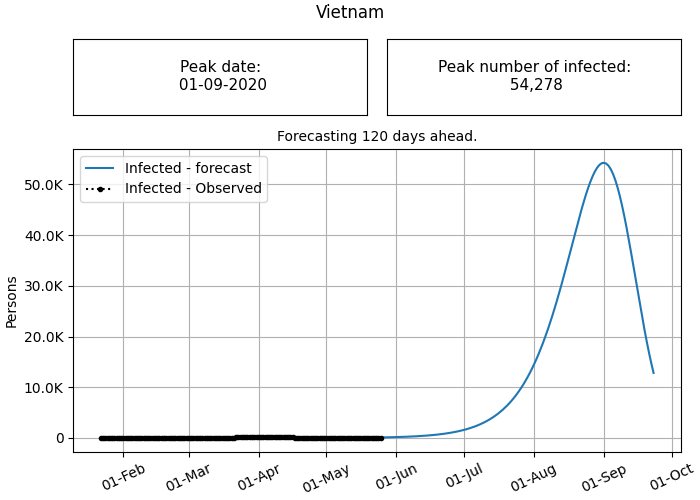 Vietnam
Peak date:
01-09-2020
Peak number of infected:
54,278
Forecasting 120 days ahead.
Infected - forecast
Infected - Observed
Persons
50.0K
40.0K
30.0K
20.0K
10.0K
0
01-Feb
01-Mar
01-Apr
01-May
01-Jun
01-Jul
01-Aug
01-Sep
01-Oct